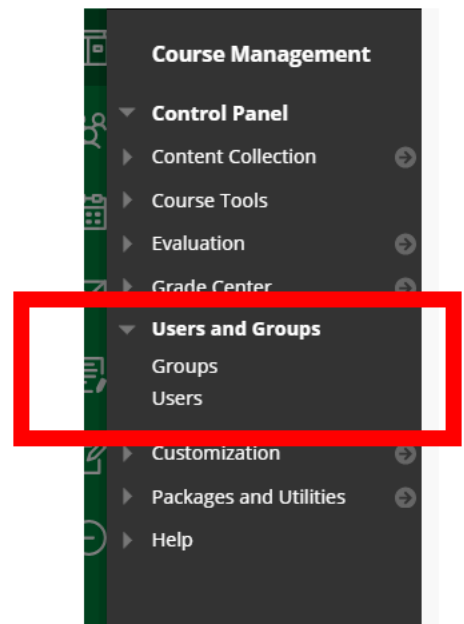 Course Management
Control Panel
Content Collection
Course Tools
Evaluation
Grade Center
Users and Groups
Groups
Users
Customization
Packages and Utilities
Help